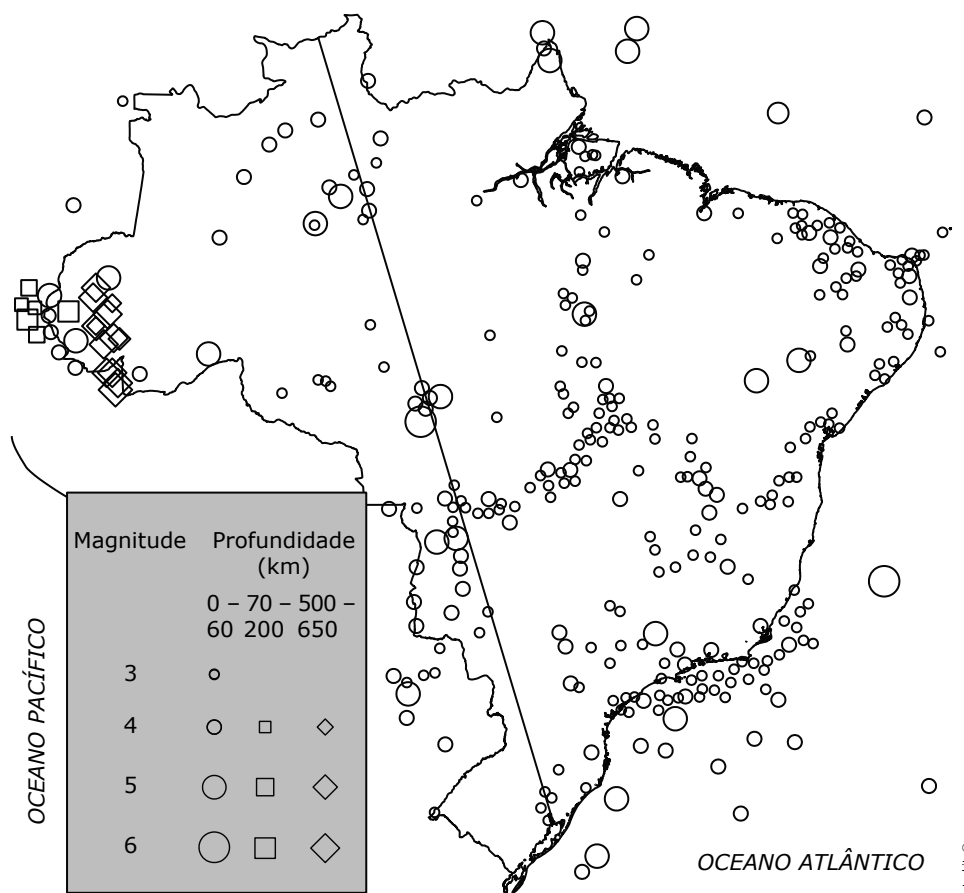 Magnitude Profundidade
(km)
0 – 70 – 500 –
60 200 650
3
4
5
6
OCEANO PACÍFICO
OCEANO ATLÂNTICO